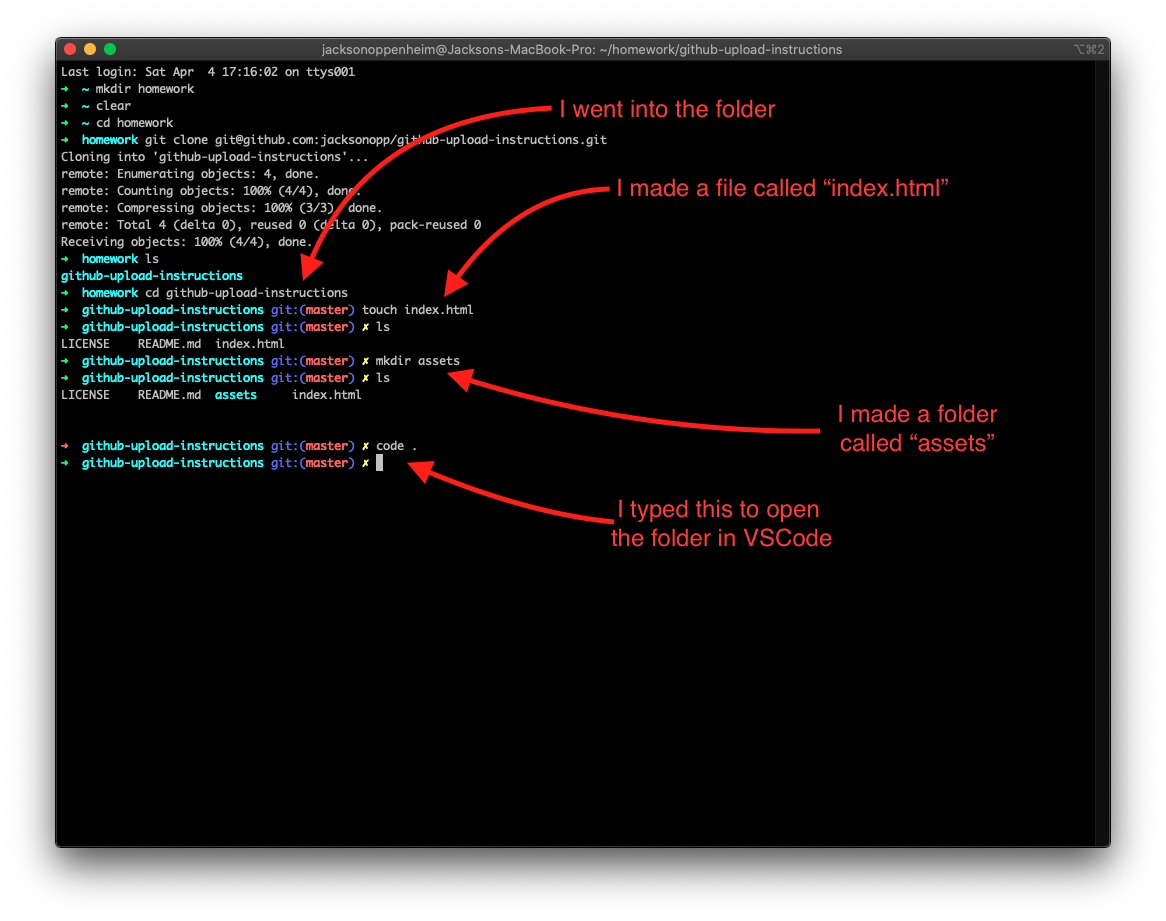 jacksonoppenheim@Jacksons-MacBook-Pro: ~/homework/github-upload-instructions
⌥⌘2
Last login: Sat Apr  4 17:16:02 on ttys001
➜  ~ mkdir homework
➜  ~ clear
➜  ~ cd homework
➜  homework git clone git@github.com:jacksonopp/github-upload-instructions.git
Cloning into 'github-upload-instructions'...
remote: Enumerating objects: 4, done.
remote: Counting objects: 100% (4/4), done.
remote: Compressing objects: 100% (3/3), done.
remote: Total 4 (delta 0), reused 0 (delta 0), pack-reused 0
Receiving objects: 100% (4/4), done.
➜  homework ls
github-upload-instructions
➜  homework cd github-upload-instructions
➜  github-upload-instructions git:(master) touch index.html
➜  github-upload-instructions git:(master) ✗ ls
LICENSE    README.md  index.html
➜  github-upload-instructions git:(master) ✗ mkdir assets
➜  github-upload-instructions git:(master) ✗ ls
LICENSE    README.md  assets     index.html
➜  github-upload-instructions git:(master) ✗ code .
➜  github-upload-instructions git:(master) ✗
I went into the folder
I made a file called “index.html”
I made a folder
called “assets”
I typed this to open
the folder in VSCode